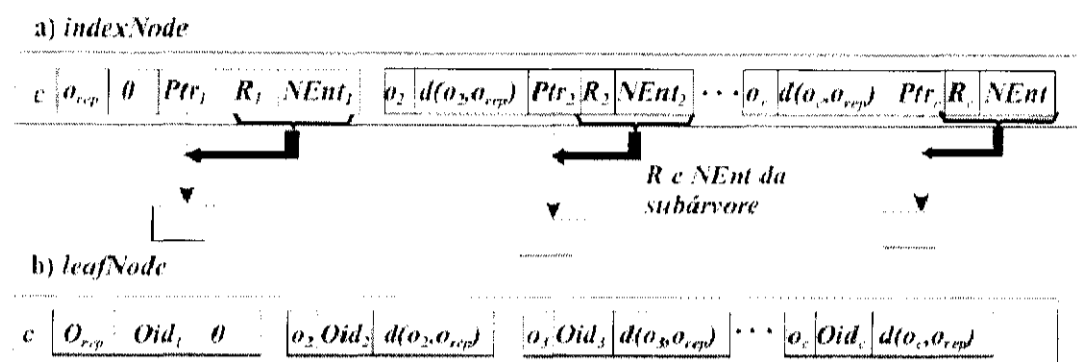 a) indexNode
c o_rep 0 Ptr_1 R_1 NEnt_1 o_2 d(o_2,o_rep) Ptr_2 R_2 NEnt_2 ··· o_c d(o_c,o_rep) Ptr_c R_c NEnt
R e NEnt da
subárvore
b) leafNode
c O_rep Oid_1 0 o_2 Oid_2 d(o_2,o_rep) o_3 Oid_3 d(o_3,o_rep) ··· o_c Oid_c d(o_c,o_rep)